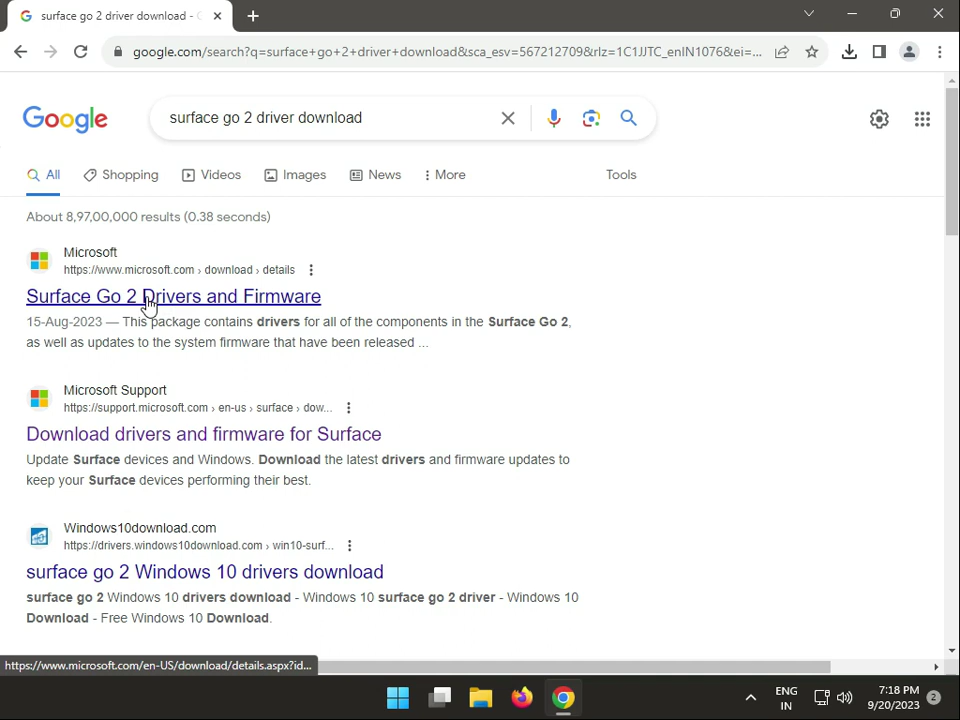 surface go 2 driver download -
google.com/search?q=surface+go+2+driver+download&sca_esv=567212709&rlz=1C1JJTC_enIN1076&ei=...
Google
surface go 2 driver download
All
Shopping
Videos
Images
News
More
Tools
About 8,97,00,000 results (0.38 seconds)
Microsoft
https://www.microsoft.com › download › details
Surface Go 2 Drivers and Firmware
15-Aug-2023 — This package contains drivers for all of the components in the Surface Go 2,
as well as updates to the system firmware that have been released ...
Microsoft Support
https://support.microsoft.com › en-us › surface › dow...
Download drivers and firmware for Surface
Update Surface devices and Windows. Download the latest drivers and firmware updates to
keep your Surface devices performing their best.
Windows10download.com
https://drivers.windows10download.com › win10-surf...
surface go 2 Windows 10 drivers download
surface go 2 Windows 10 drivers download - Windows 10 surface go 2 driver - Windows 10
Download - Free Windows 10 Download.
https://www.microsoft.com/en-US/download/details.aspx?id...
ENG
IN
7:18 PM
9/20/2023
2